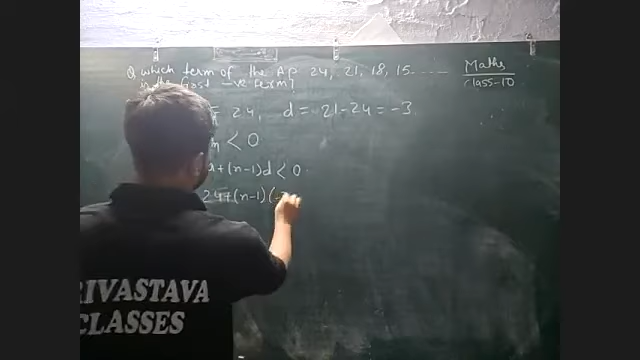 Q. which term of the AP 24, 21, 18, 15.......
is the first -ve term?
Maths
class-10
= 24, d = 21-24 = -3
n < 0
+(n-1)d < 0
24+(n-1)(-
RIVASTAVA
CLASSES